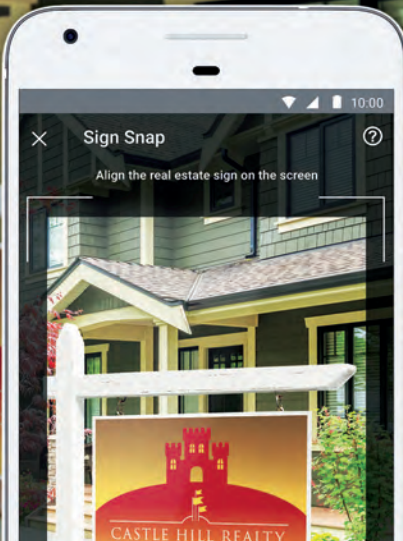 10:00
Sign Snap
Align the real estate sign on the screen
CASTLE HILL REALTY